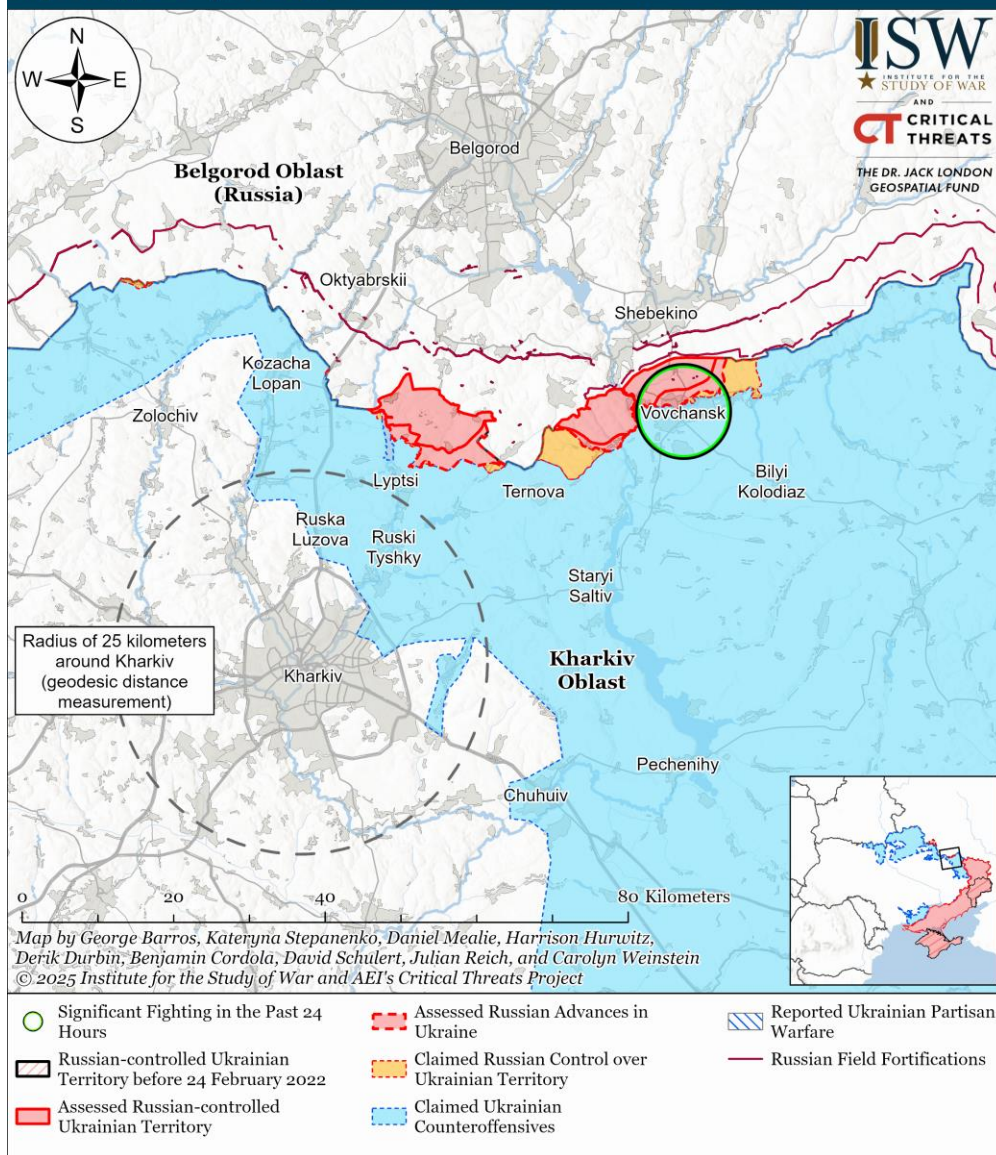 N
W
E
S
ISW
INSTITUTE FOR THE
STUDY OF WAR
AND
CT CRITICAL
THREATS
THE DR. JACK LONDON
GEOSPATIAL FUND
Belgorod
Belgorod Oblast
(Russia)
Oktyabrskii
Shebekino
Kozacha
Lopan
Zolochiv
Vovchansk
Lyptsi
Ternova
Bilyi
Kolodiaz
Ruska
Luzova
Ruski
Tyshky
Staryi
Saltiv
Radius of 25 kilometers
around Kharkiv
(geodesic distance
measurement)
Kharkiv
Kharkiv
Oblast
Pechenihy
Chuhuiv
0
20
40
80 Kilometers
Map by George Barros, Kateryna Stepanenko, Daniel Mealie, Harrison Hurwitz,
Derik Durbin, Benjamin Cordola, David Schulert, Julian Reich, and Carolyn Weinstein
© 2025 Institute for the Study of War and AEI's Critical Threats Project
Significant Fighting in the Past 24
Hours
Russian-controlled Ukrainian
Territory before 24 February 2022
Assessed Russian-controlled
Ukrainian Territory
Assessed Russian Advances in
Ukraine
Claimed Russian Control over
Ukrainian Territory
Claimed Ukrainian
Counteroffensives
Reported Ukrainian Partisan
Warfare
Russian Field Fortifications